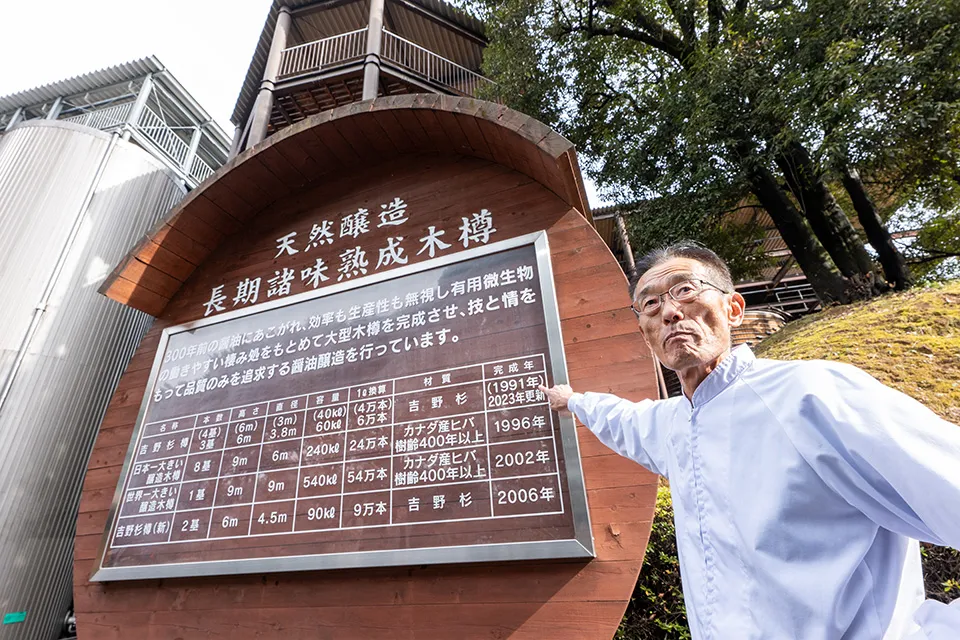 天然醸造
長期諸味熟成木樽
300年前の醤油にあこがれ、効率も生産性も無視し有用微生物
の働きやすい棲み処をもとめて大型木樽を完成させ、技と情を
もって品質のみを追求する醤油醸造を行っています。
名称 本数 高さ 直径 容量 1ℓ換算 材質 完成年
吉野杉樽 (4基) 3基 (6m) 6m (3m) 3.8m (40kℓ) 60kℓ (4万本) 6万本 吉野杉 (1991年) 2023年更新
日本一大きい醸造木樽 8基 9m 6m 240kℓ 24万本 カナダ産ヒバ 樹齢400年以上 1996年
世界一大きい醸造木樽 1基 9m 9m 540kℓ 54万本 カナダ産ヒバ 樹齢400年以上 2002年
吉野杉樽(新) 2基 6m 4.5m 90kℓ 9万本 吉野杉 2006年